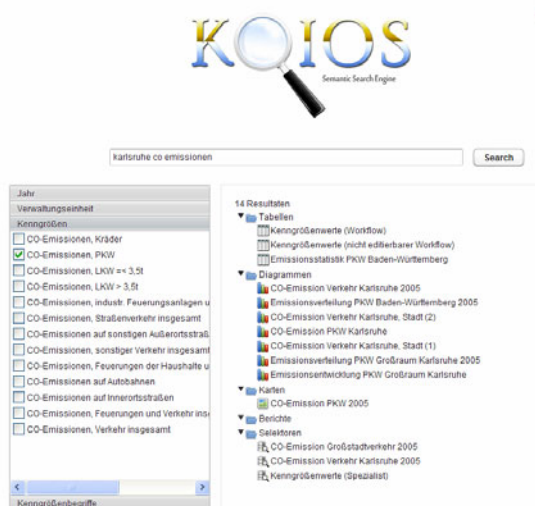 KOIOS
Semantic Search Engine
karlsruhe co emissionen
Search
Jahr
Verwaltungseinheit
Kenngrößen
CO-Emissionen, Kräder
CO-Emissionen, PKW
CO-Emissionen, LKW =< 3,5t
CO-Emissionen, LKW > 3,5t
CO-Emissionen, industr. Feuerungsanlagen u
CO-Emissionen, Straßenverkehr insgesamt
CO-Emissionen auf sonstigen Außerortsstraß
CO-Emissionen, sonstiger Verkehr insgesamt
CO-Emissionen, Feuerungen der Haushalte u
CO-Emissionen auf Autobahnen
CO-Emissionen auf Innerortsstraßen
CO-Emissionen, Feuerungen und Verkehr ins
CO-Emissionen, Verkehr insgesamt
Kenngrößenbegriffe
14 Resultaten
Tabellen
Kenngrößenwerte (Workflow)
Kenngrößenwerte (nicht editierbarer Workflow)
Emissionsstatistik PKW Baden-Württemberg
Diagrammen
CO-Emission Verkehr Karlsruhe 2005
Emissionsverteilung PKW Baden-Württemberg 2005
CO-Emission Verkehr Karlsruhe, Stadt (2)
CO-Emission PKW Karlsruhe
CO-Emission Verkehr Karlsruhe, Stadt (1)
Emissionsverteilung PKW Großraum Karlsruhe 2005
Emissionsentwicklung PKW Großraum Karlsruhe
Karten
CO-Emission PKW 2005
Berichte
Selektoren
CO-Emission Großstadtverkehr 2005
CO-Emission Verkehr Karlsruhe 2005
Kenngrößenwerte (Spezialist)